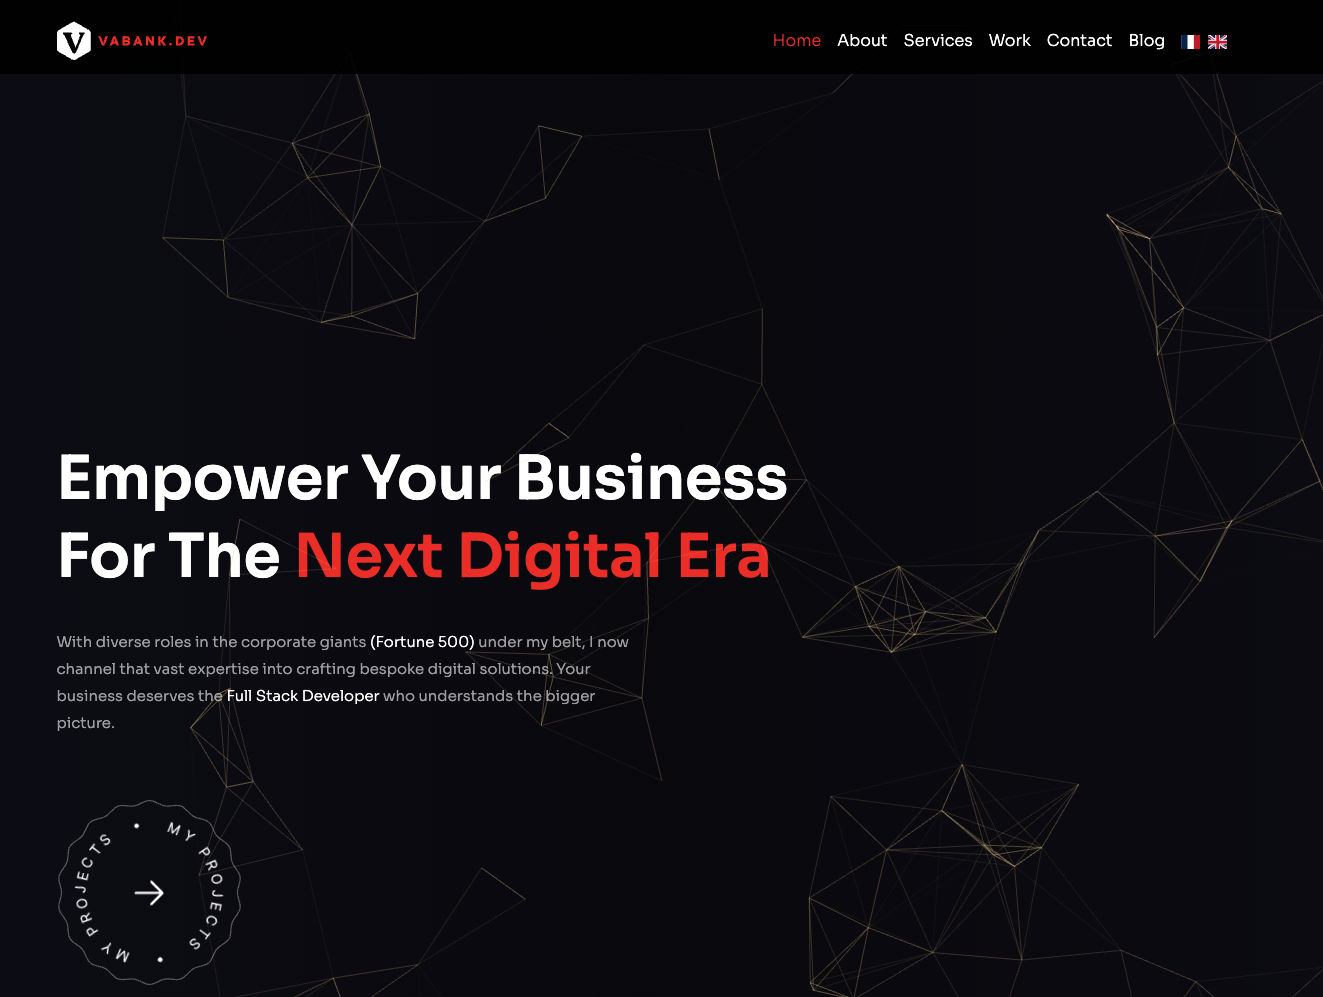 V VABANK.DEV
Home About Services Work Contact Blog
Empower Your Business
For The Next Digital Era
With diverse roles in the corporate giants (Fortune 500) under my belt, I now
channel that vast expertise into crafting bespoke digital solutions. Your
business deserves the Full Stack Developer who understands the bigger
picture.
MY PROJECTS • MY PROJECTS •